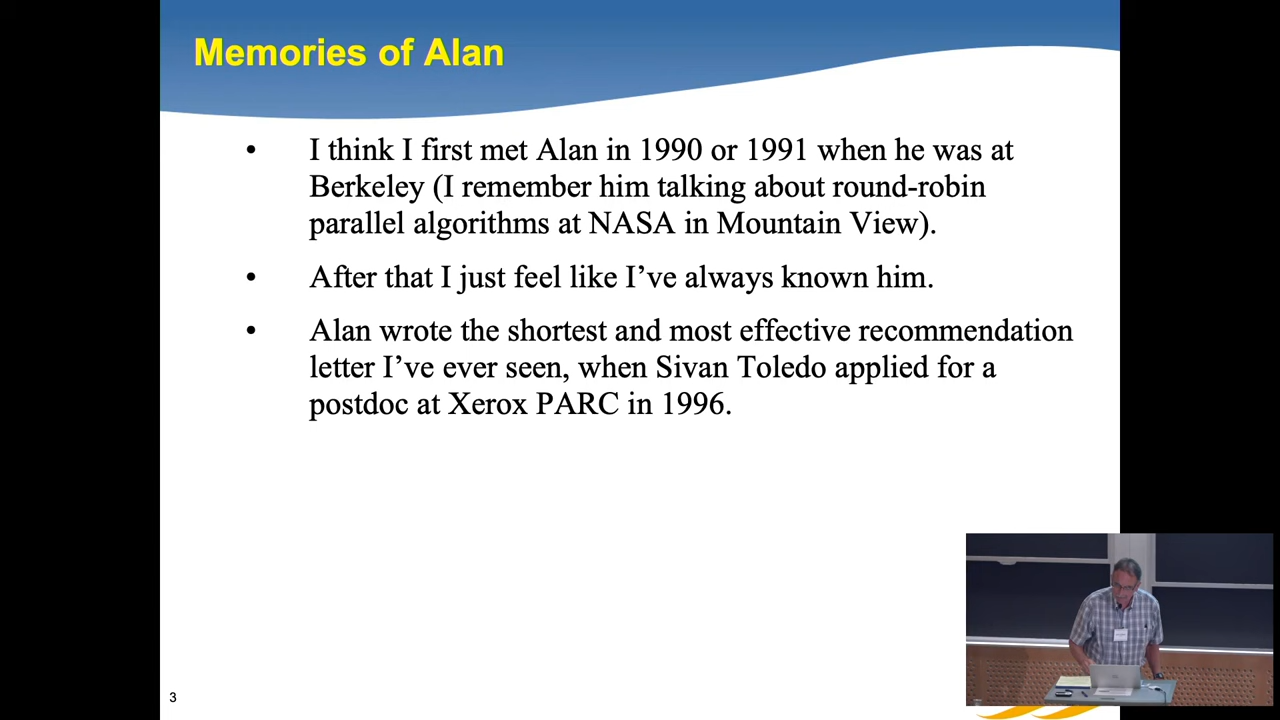 Memories of Alan
• I think I first met Alan in 1990 or 1991 when he was at
Berkeley (I remember him talking about round-robin
parallel algorithms at NASA in Mountain View).
• After that I just feel like I’ve always known him.
• Alan wrote the shortest and most effective recommendation
letter I’ve ever seen, when Sivan Toledo applied for a
postdoc at Xerox PARC in 1996.
3